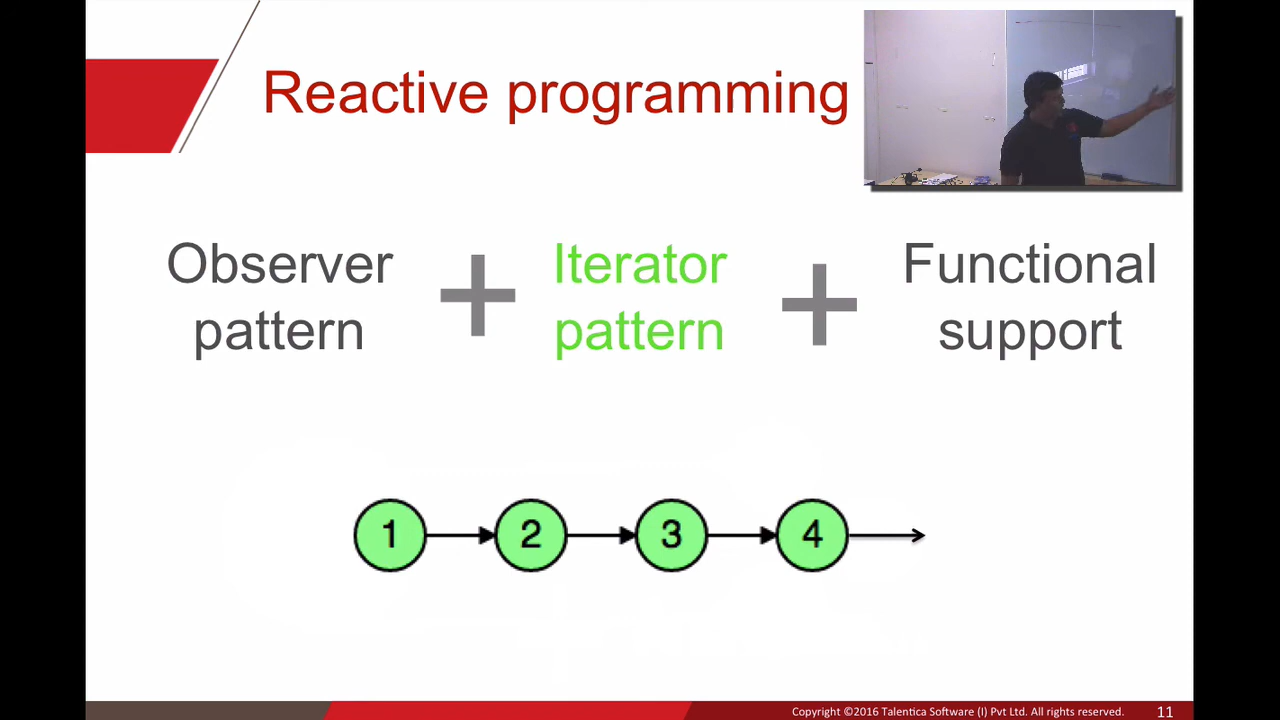 Reactive programming
Observer
pattern
+
Iterator
pattern
+
Functional
support
1
2
3
4
Copyright ©2016 Talentica Software (I) Pvt Ltd. All rights reserved.
11